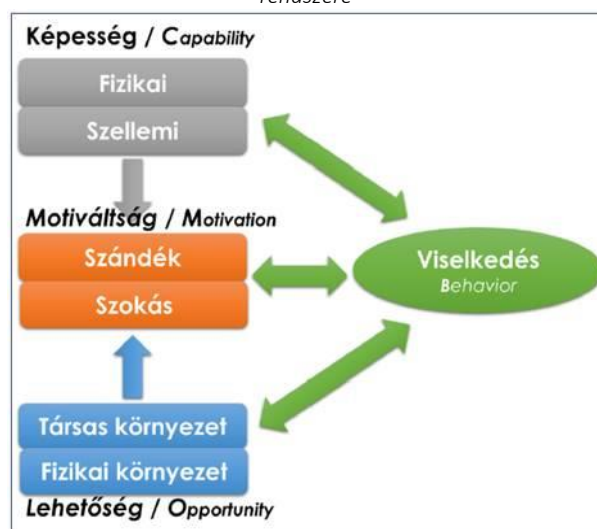 rendszere
Képesség / Capability
Fizikai
Szellemi
Motiváltság / Motivation
Szándék
Szokás
Viselkedés
Behavior
Társas környezet
Fizikai környezet
Lehetőség / Opportunity